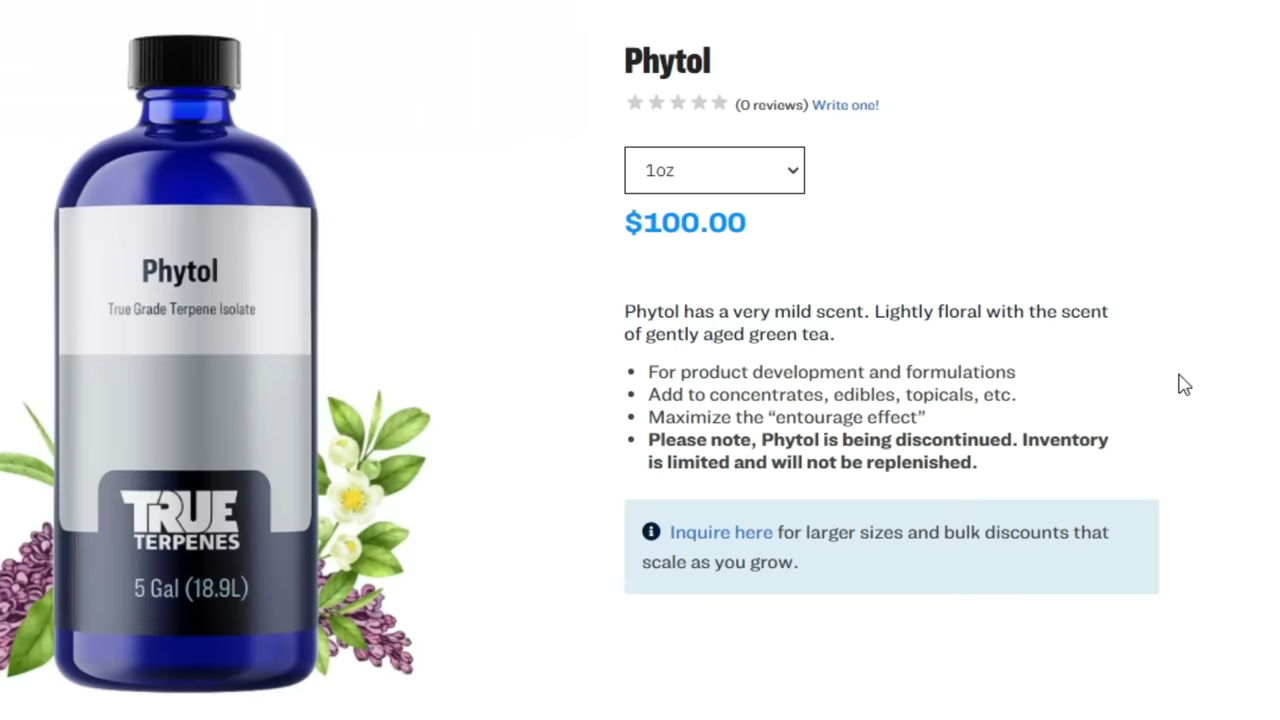 Phytol
True Grade Terpene Isolate
TRUE
TERPENES
5 Gal (18.9L)
Phytol
(0 reviews) Write one!
1oz
$100.00
Phytol has a very mild scent. Lightly floral with the scent
of gently aged green tea.
• For product development and formulations
• Add to concentrates, edibles, topicals, etc.
• Maximize the “entourage effect”
• Please note, Phytol is being discontinued. Inventory
is limited and will not be replenished.
Inquire here for larger sizes and bulk discounts that
scale as you grow.